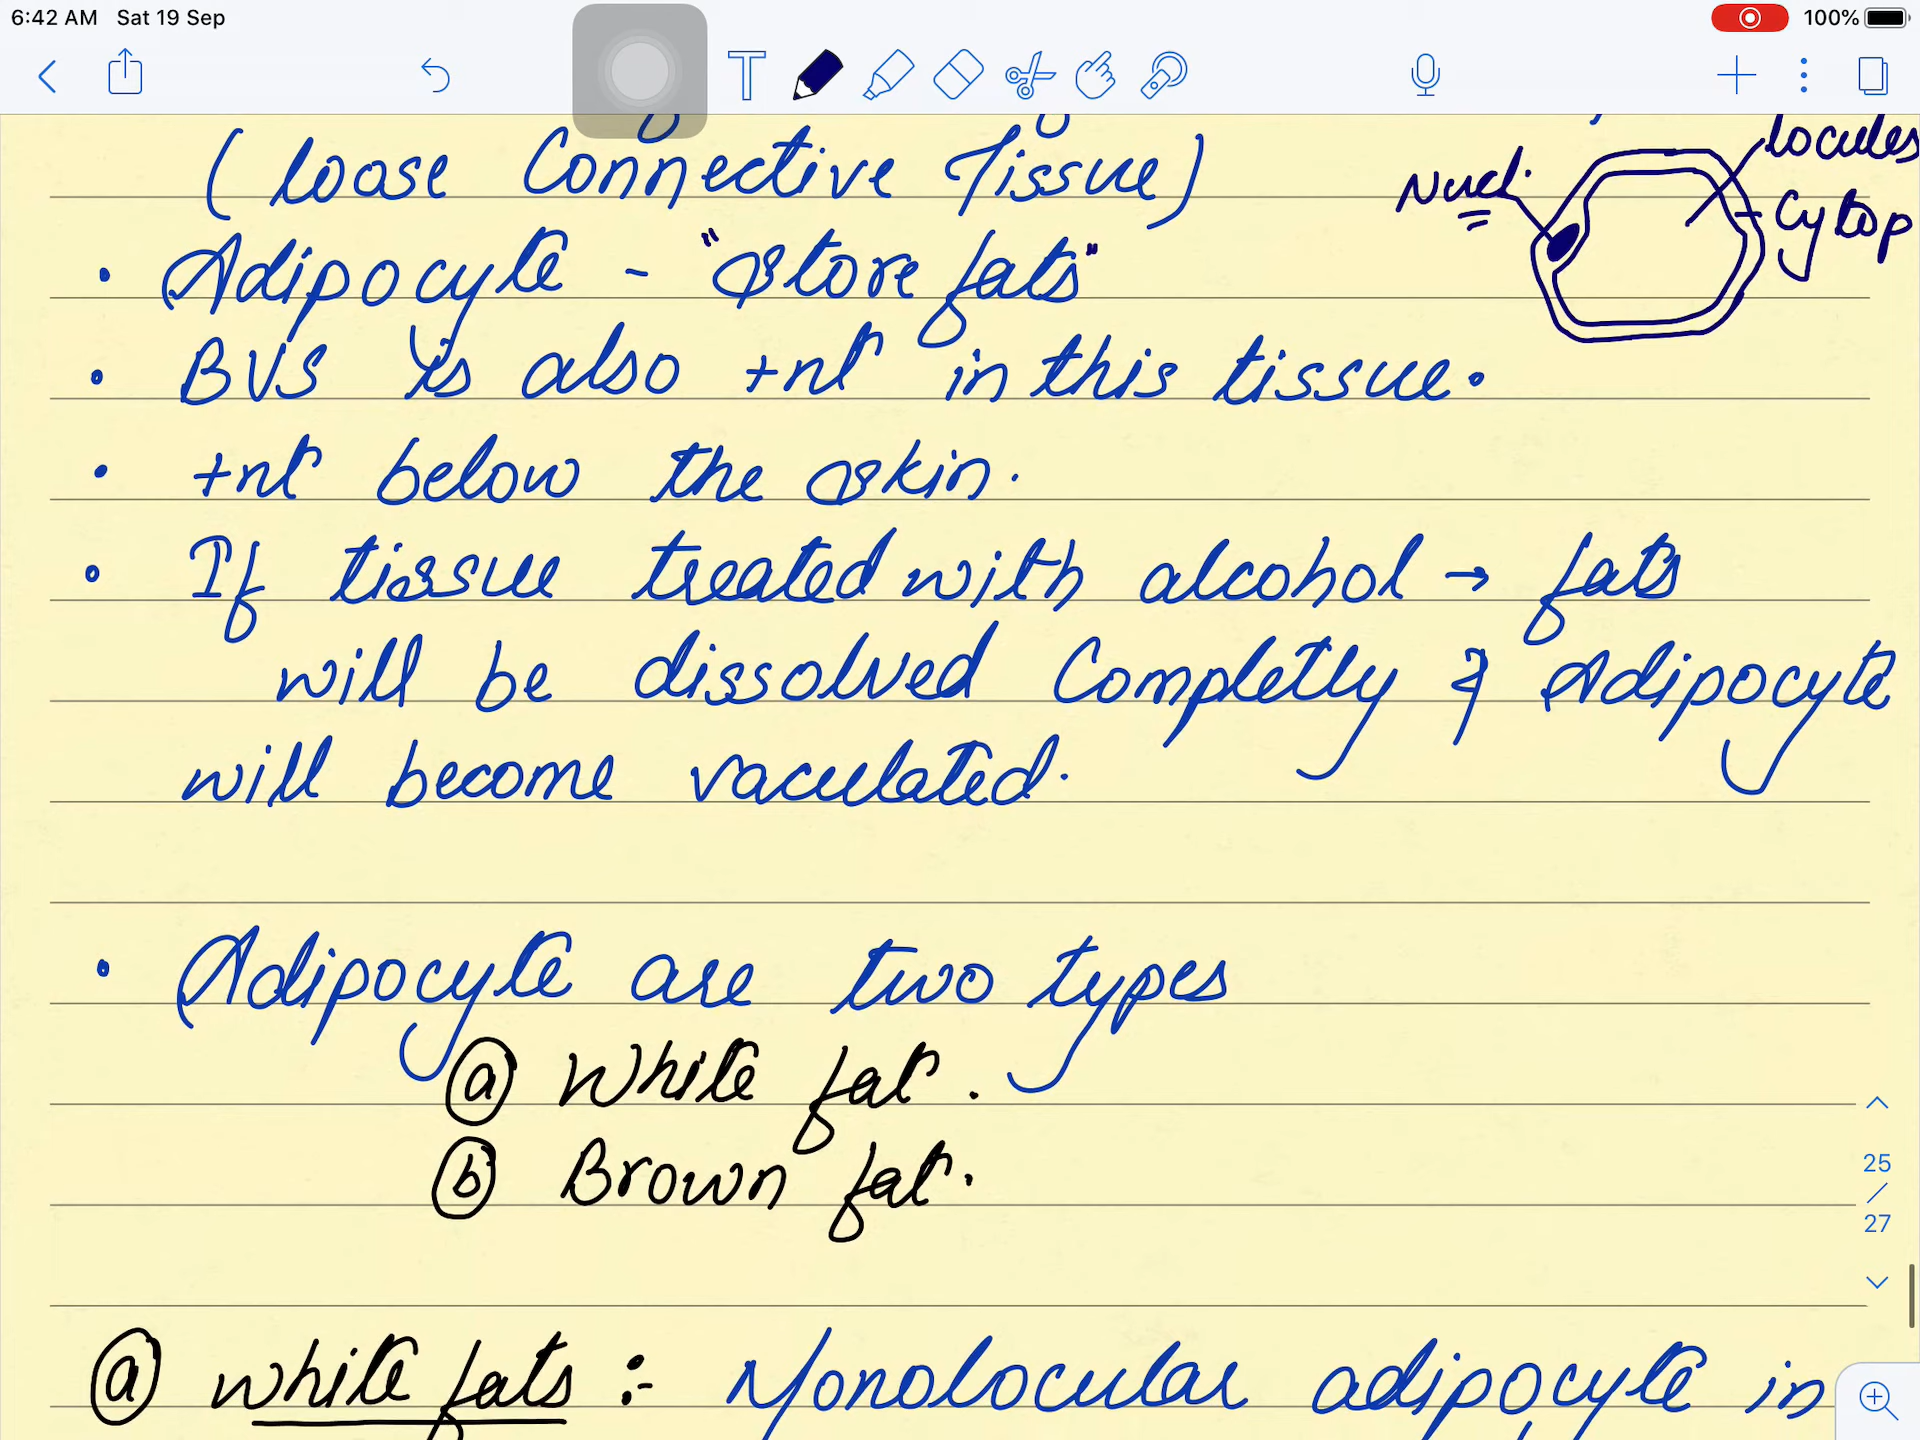 6:42 AM Sat 19 Sep
100%
T
(loose Connective Tissue)
locules
Nucl.
Cytop
• Adipocyte - "Store fats"
• BVS is also +nt in this tissue.
• +nt below the skin.
• If tissue treated with alcohol → fats
will be dissolved Completly & Adipocyte
will become vaculated.
• Adipocyte are two types
(a) White fat.
(b) Brown fat.
25
/
27
(a) white fats :- Monolocular adipocyte in